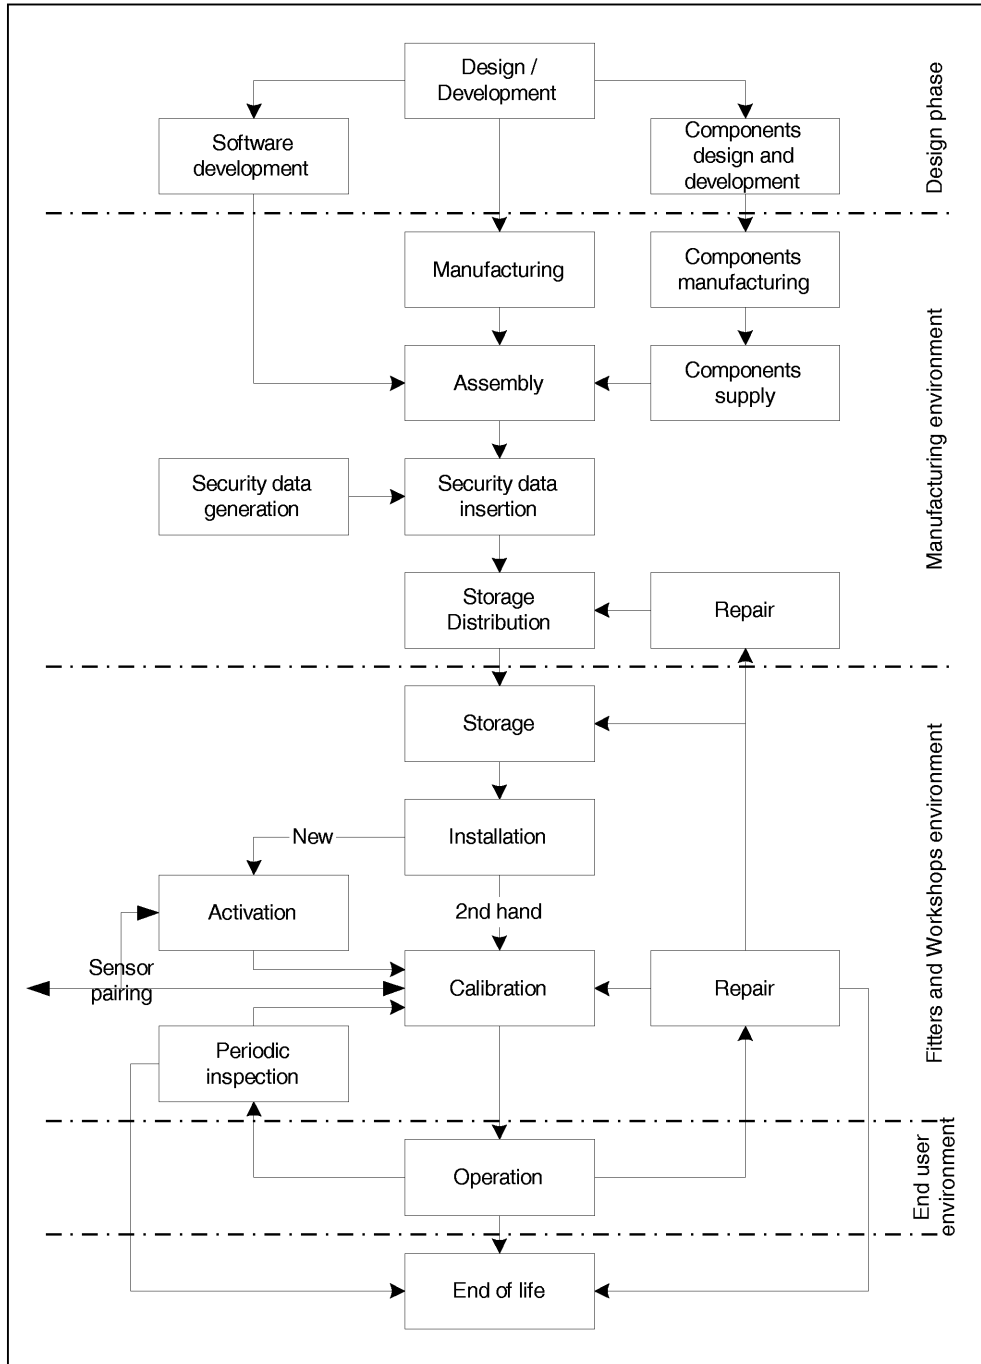 Design /
Development
Software
development
Components
design and
development
Design phase
Manufacturing
Components
manufacturing
Assembly
Components
supply
Security data
generation
Security data
insertion
Storage
Distribution
Repair
Manufacturing environment
Storage
Installation
New
Activation
2nd hand
Sensor
pairing
Calibration
Repair
Periodic
inspection
Fitters and Workshops environment
Operation
End user
environment
End of life